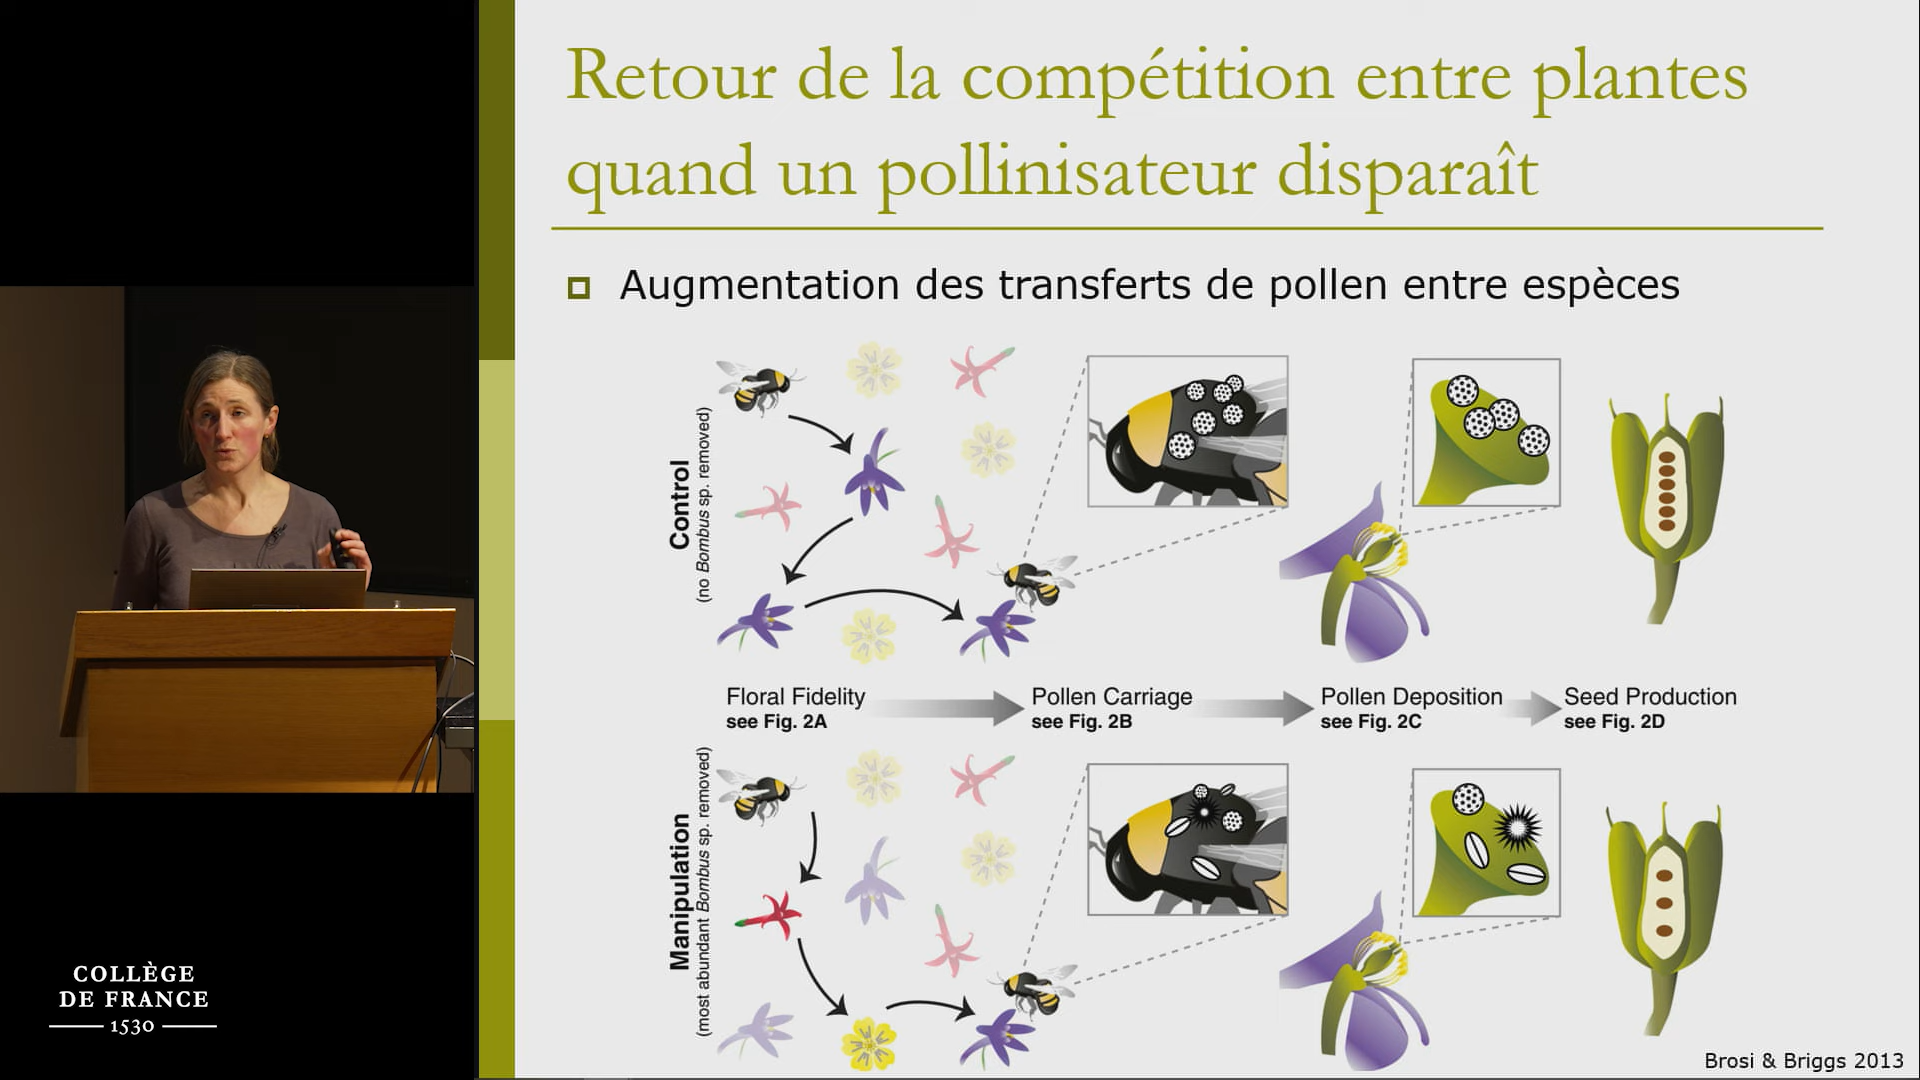 Retour de la compétition entre plantes
quand un pollinisateur disparaît
Augmentation des transferts de pollen entre espèces
Control
(no Bombus sp. removed)
Floral Fidelity
see Fig. 2A
Pollen Carriage
see Fig. 2B
Pollen Deposition
see Fig. 2C
Seed Production
see Fig. 2D
Manipulation
(most abundant Bombus sp. removed)
Brosi & Briggs 2013
COLLÈGE
DE FRANCE
1530